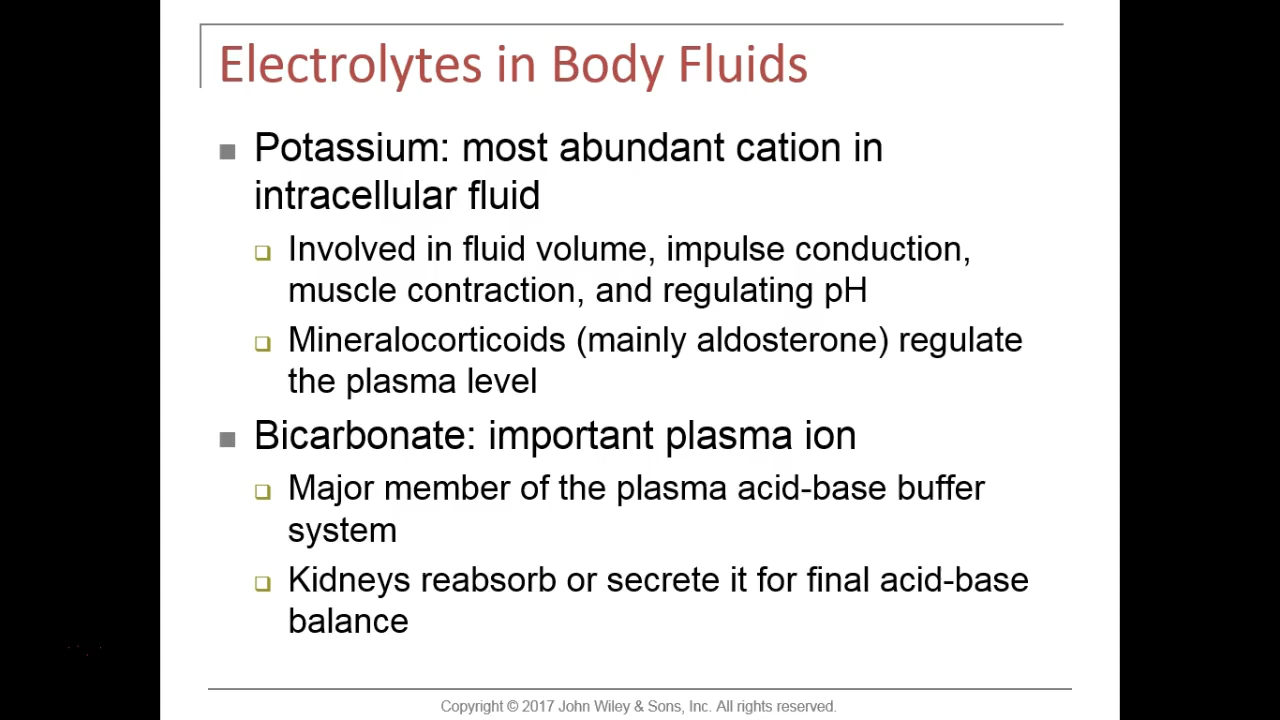 Electrolytes in Body Fluids
Potassium: most abundant cation in
intracellular fluid
Involved in fluid volume, impulse conduction,
muscle contraction, and regulating pH
Mineralocorticoids (mainly aldosterone) regulate
the plasma level
Bicarbonate: important plasma ion
Major member of the plasma acid-base buffer
system
Kidneys reabsorb or secrete it for final acid-base
balance
Copyright © 2017 John Wiley & Sons, Inc. All rights reserved.